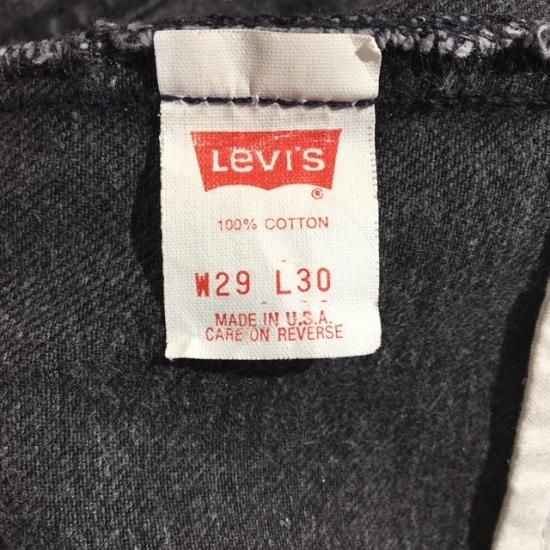 Levi's
®
100% COTTON
W29 L30
MADE IN U.S.A.
CARE ON REVERSE